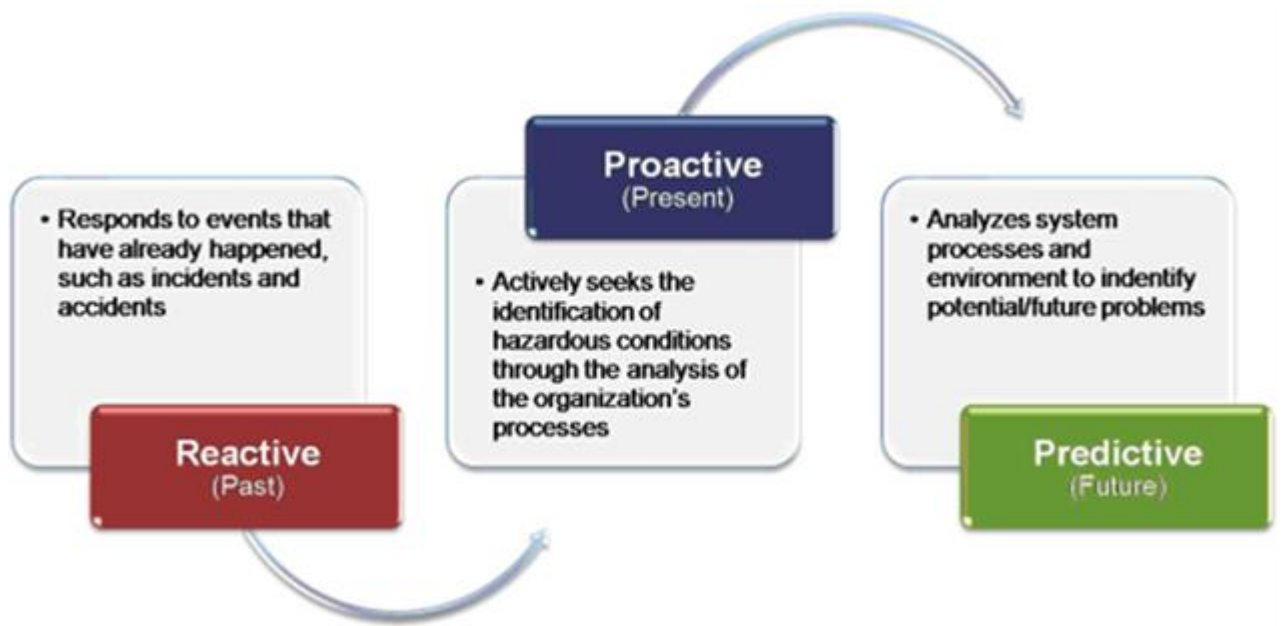 • Responds to events that
have already happened,
such as incidents and
accidents
Reactive
(Past)
Proactive
(Present)
• Actively seeks the
identification of
hazardous conditions
through the analysis of
the organization's
processes
• Analyzes system
processes and
environment to indentify
potential/future problems
Predictive
(Future)